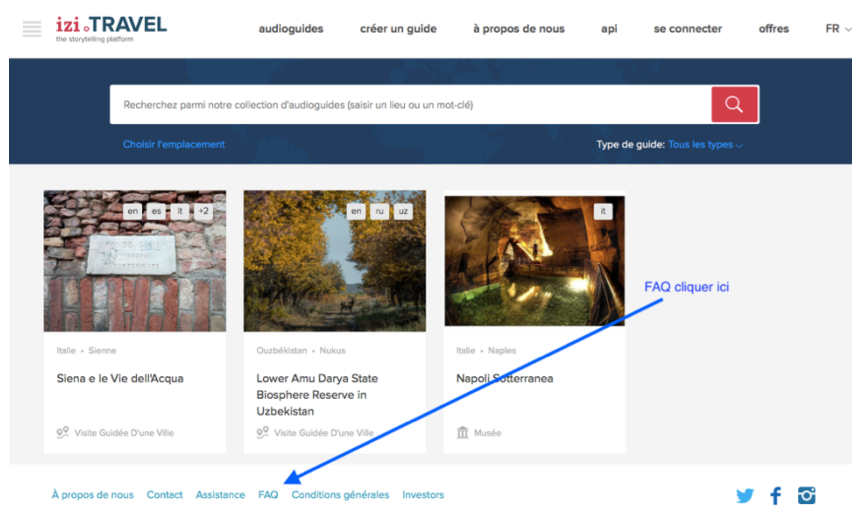 izi.TRAVEL
the storytelling platform
audioguides créer un guide à propos de nous api se connecter offres FR
Recherchez parmi notre collection d'audioguides (saisir un lieu ou un mot-clé)
Choisir l'emplacement
Type de guide: Tous les types
en es it +2
en ru uz
it
FAQ cliquer ici
Italie • Sienne
Siena e le Vie dell'Acqua
Visite Guidée D'une Ville
Ouzbékistan • Nukus
Lower Amu Darya State
Biosphere Reserve in
Uzbekistan
Visite Guidée D'une Ville
Italie • Naples
Napoli Sotterranea
Musée
À propos de nous Contact Assistance FAQ Conditions générales Investors